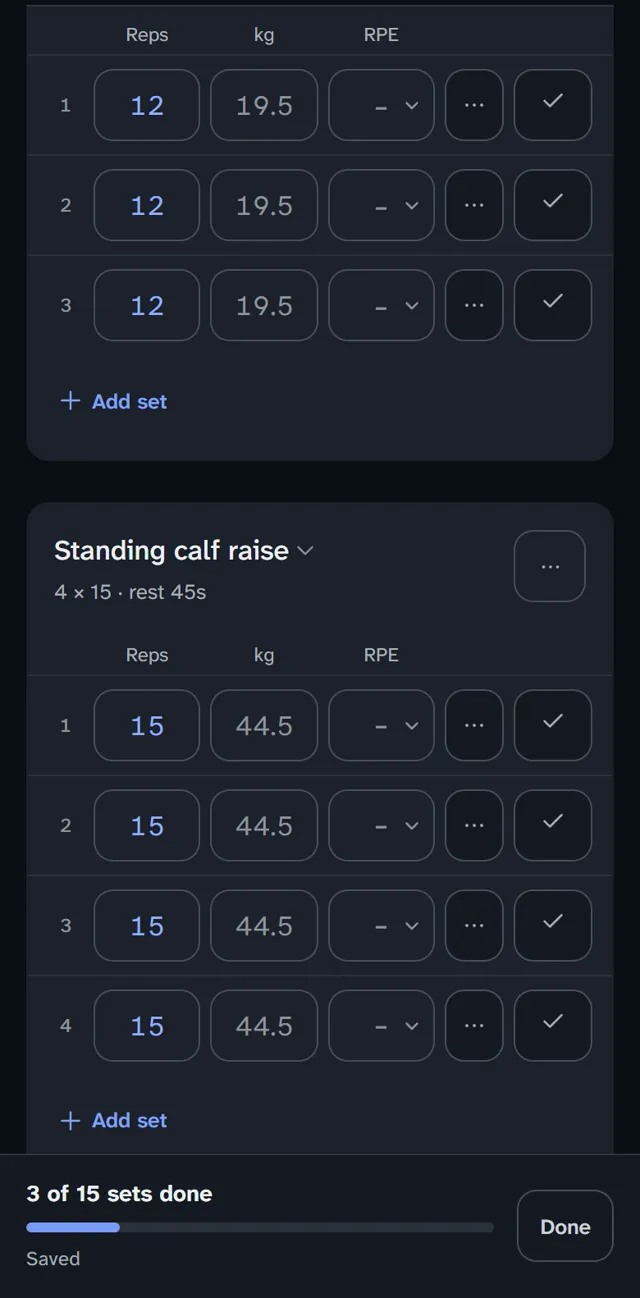 Reps kg RPE
1 12 19.5 – ...
2 12 19.5 – ...
3 12 19.5 – ...
+ Add set
Standing calf raise
...
4 × 15 · rest 45s
Reps kg RPE
1 15 44.5 – ...
2 15 44.5 – ...
3 15 44.5 – ...
4 15 44.5 – ...
+ Add set
3 of 15 sets done
Done
Saved